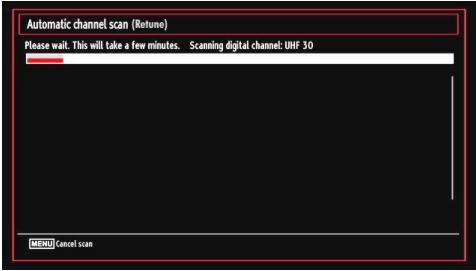 Automatic channel scan (Retune)
Please wait. This will take a few minutes. Scanning digital channel: UHF 30
MENU Cancel scan